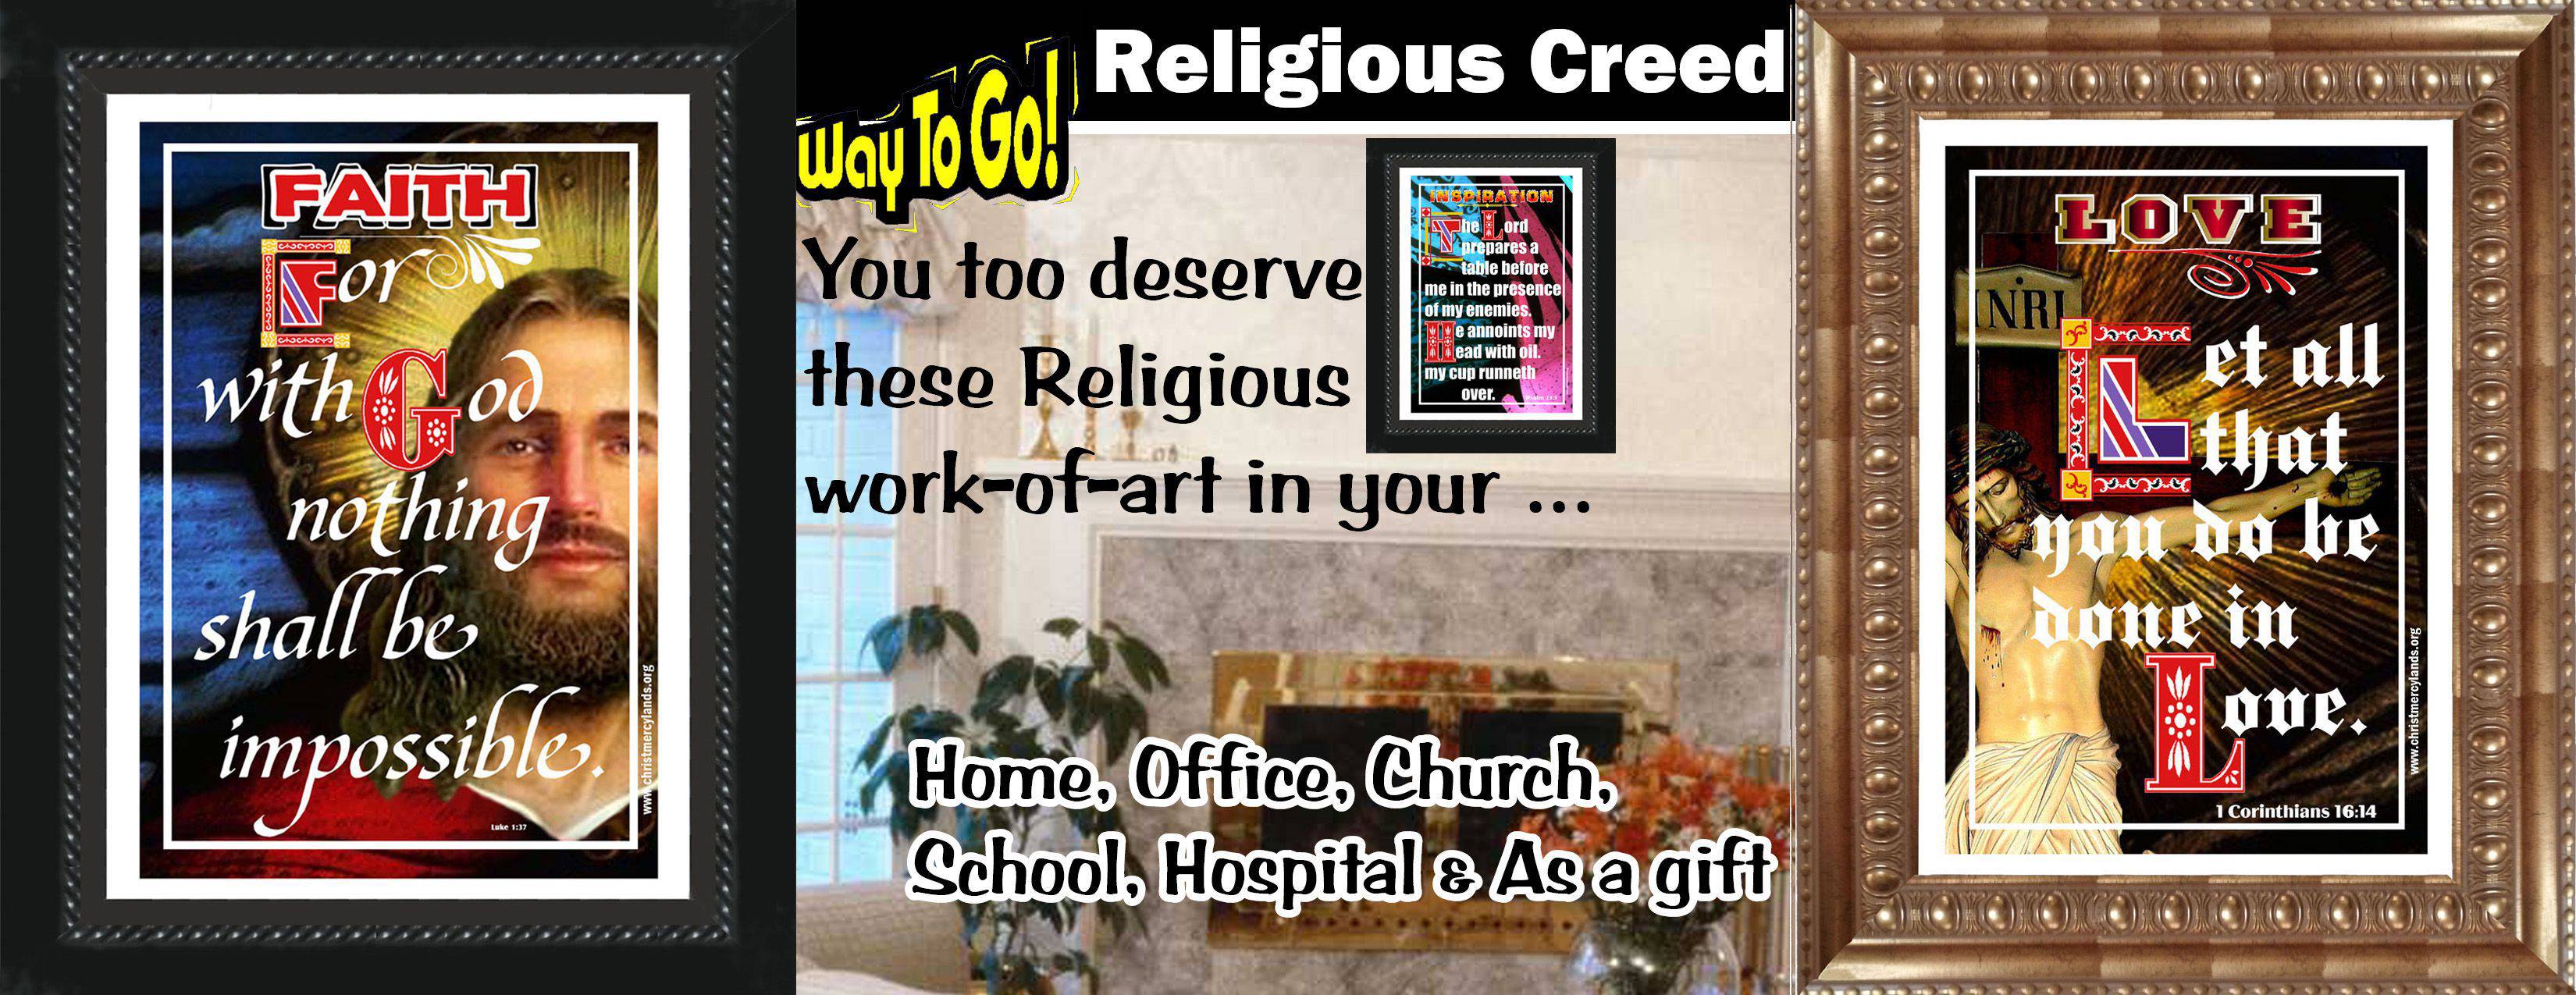 FAITH
For
with God
nothing
shall be
impossible.
Luke 1:37
www.christmercylands.org
Way To Go!
Religious Creed
You too deserve
these Religious
work-of-art in your ...
INSPIRATION
The Lord
prepares a
table before
me in the presence
of my enemies.
He annoints my
Head with oil.
my cup runneth
over.
Psalm 23:5
Home, Office, Church,
School, Hospital & As a gift
LOVE
INRI
Let all
that
you do be
done in
Love.
1 Corinthians 16:14
www.christmercylands.org